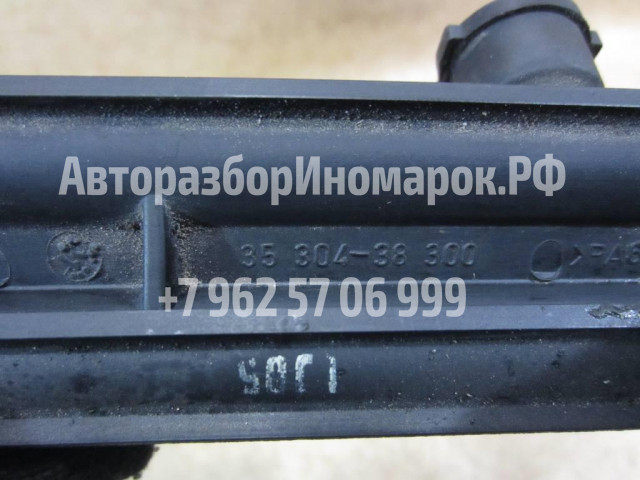 АвторазборИномарок.РФ
35 304-38 300
+7 962 57 06 999